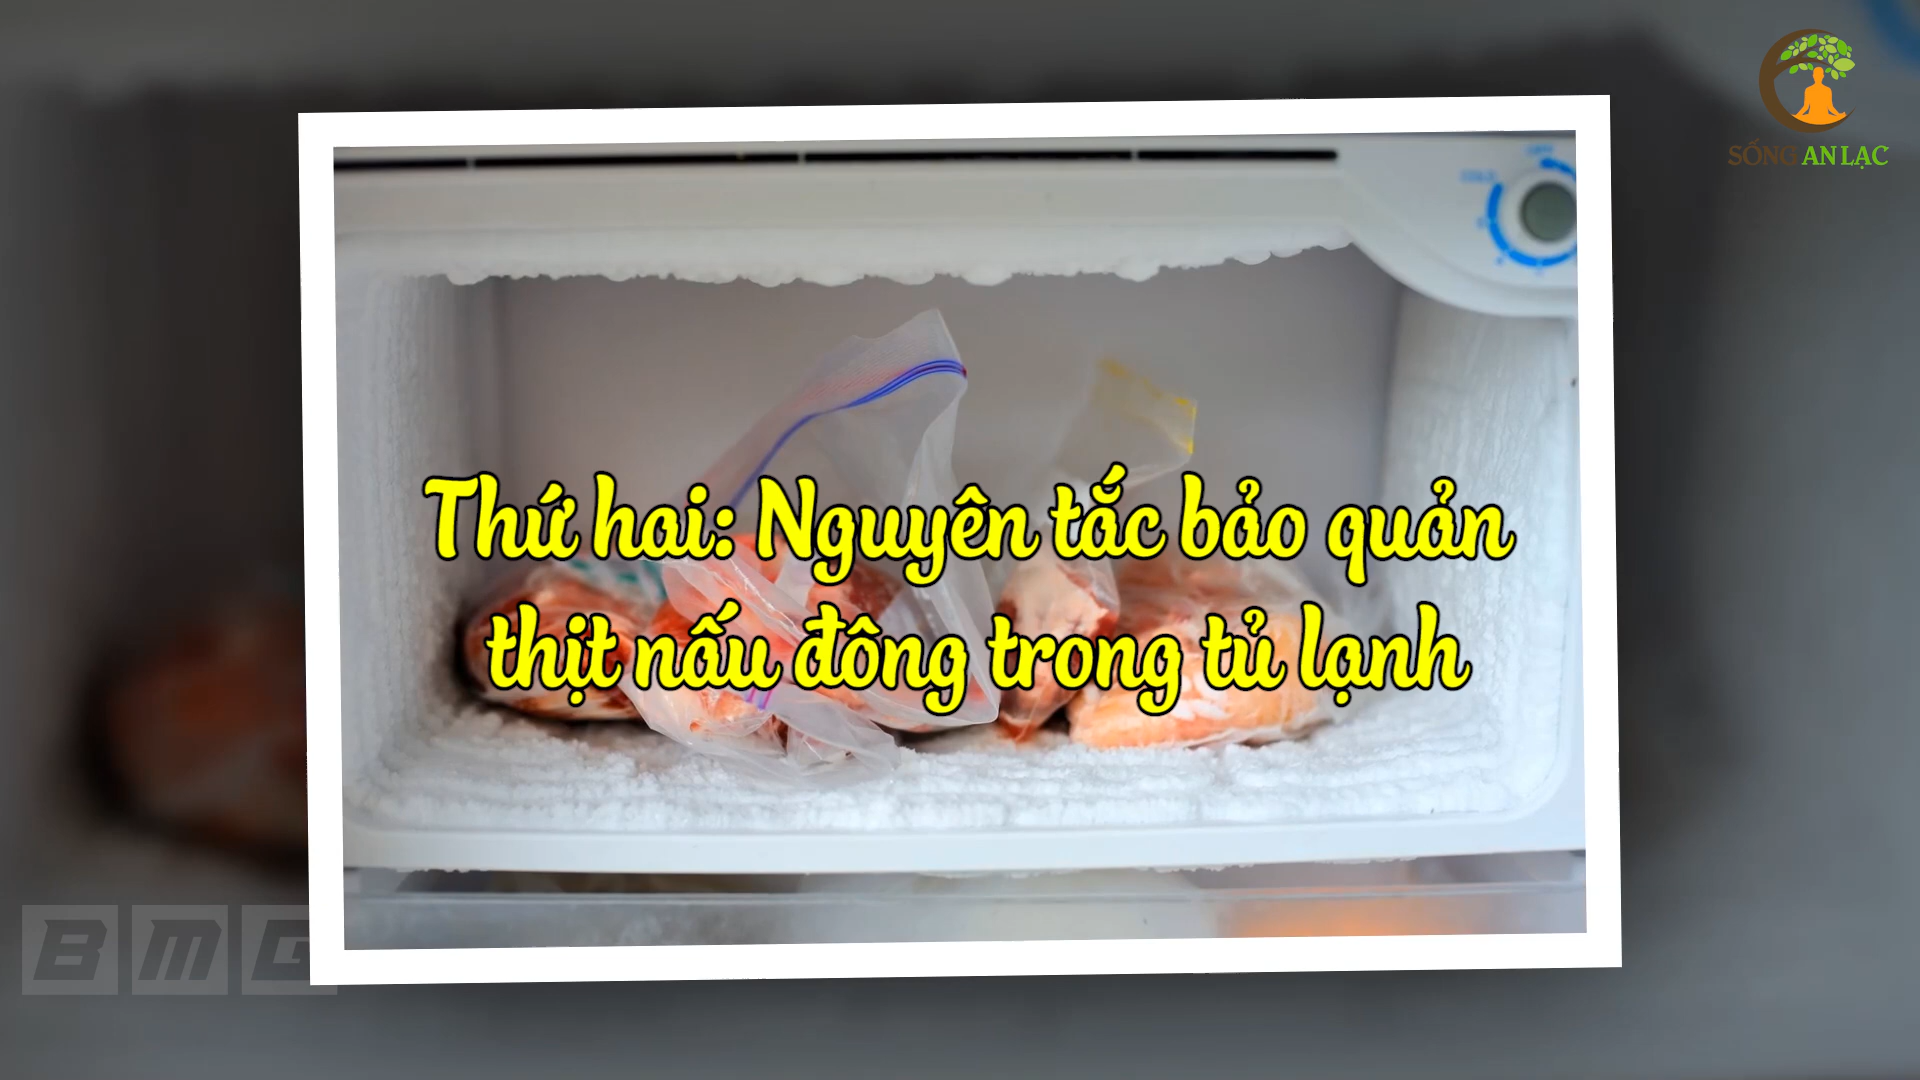 SỐNG AN LẠC
Thứ hai: Nguyên tắc bảo quản
thịt nấu đông trong tủ lạnh
BMG